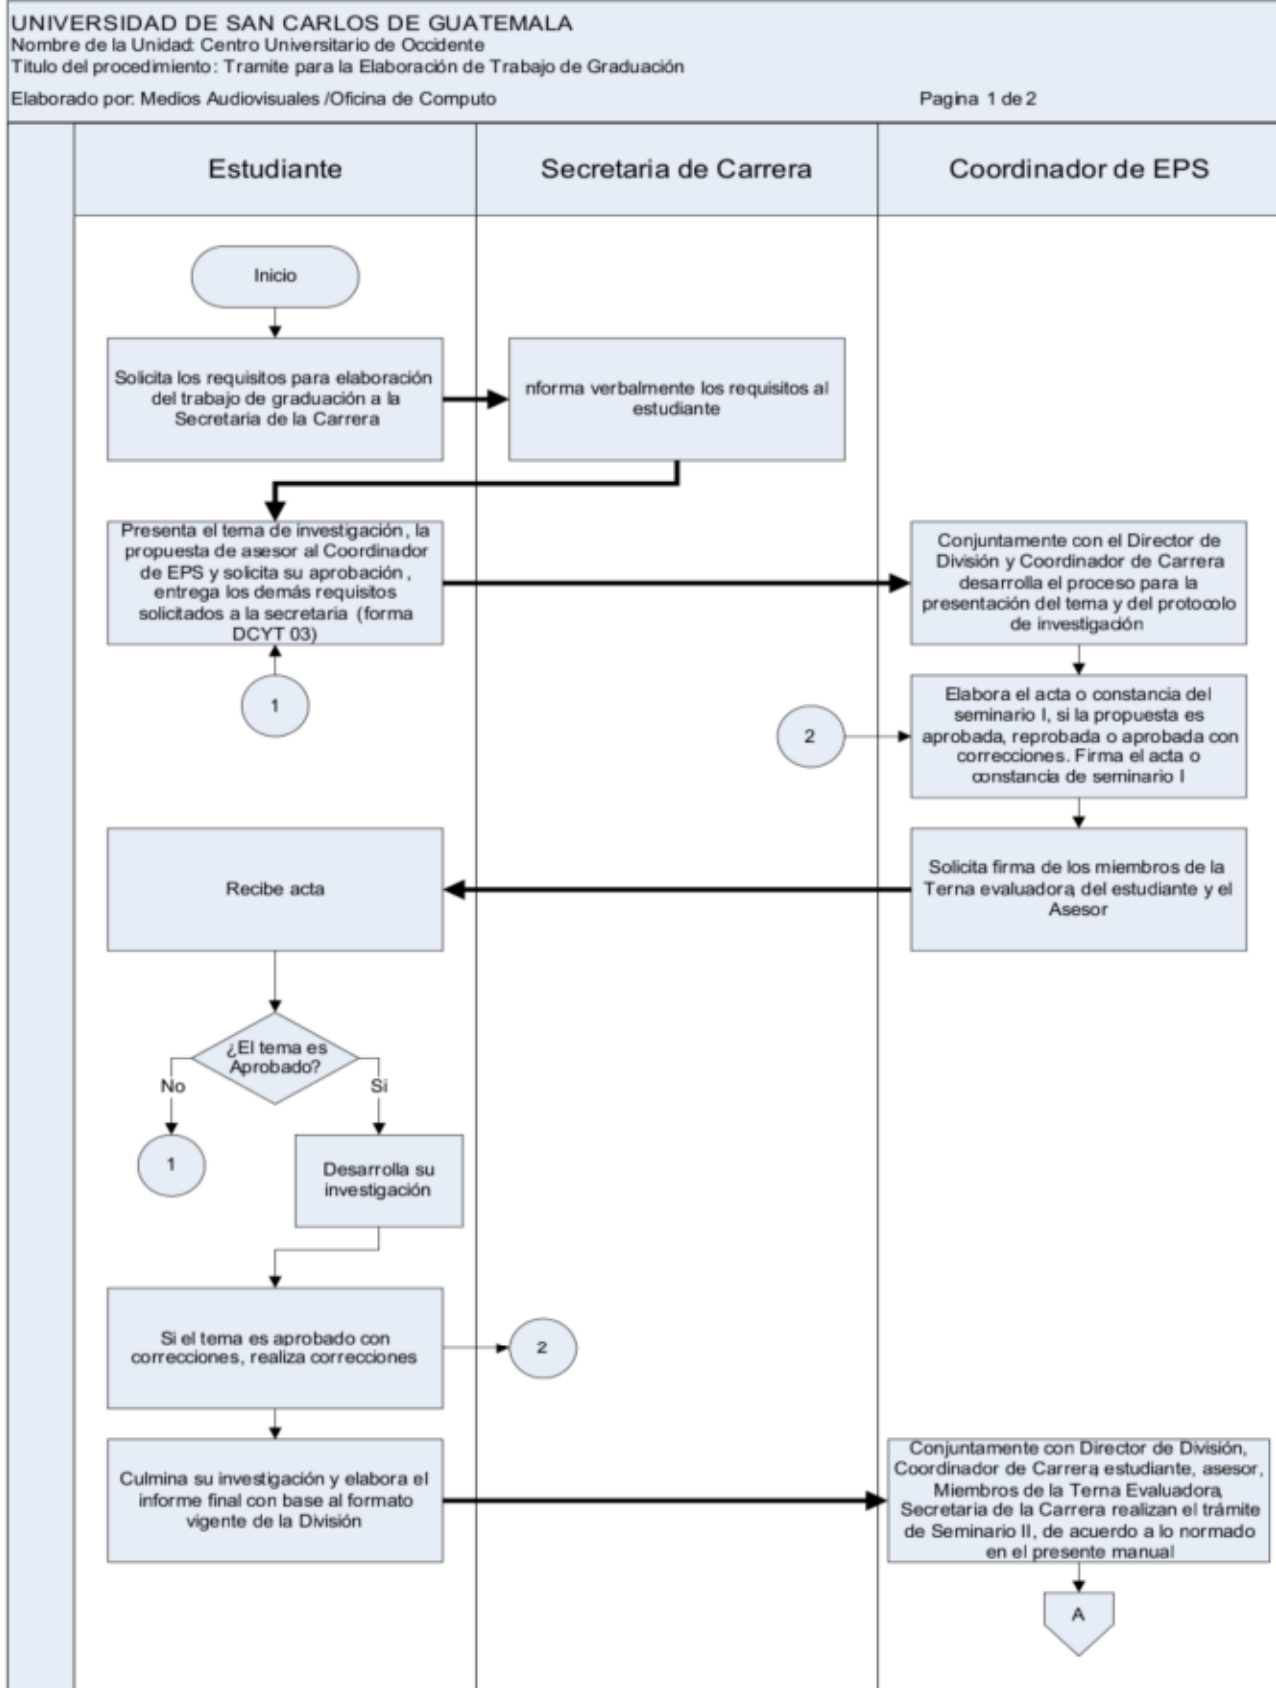 UNIVERSIDAD DE SAN CARLOS DE GUATEMALA
Nombre de la Unidad: Centro Universitario de Occidente
Titulo del procedimiento: Tramite para la Elaboración de Trabajo de Graduación
Elaborado por: Medios Audiovisuales /Oficina de Computo
Pagina 1 de 2
Estudiante
Secretaria de Carrera
Coordinador de EPS
Inicio
Solicita los requisitos para elaboración
del trabajo de graduación a la
Secretaria de la Carrera
nforma verbalmente los requisitos al
estudiante
Presenta el tema de investigación, la
propuesta de asesor al Coordinador
de EPS y solicita su aprobación,
entrega los demás requisitos
solicitados a la secretaria (forma
DCYT 03)
Conjuntamente con el Director de
División y Coordinador de Carrera
desarrolla el proceso para la
presentación del tema y del protocolo
de investigación
1
2
Elabora el acta o constancia del
seminario I, si la propuesta es
aprobada, reprobada o aprobada con
correcciones. Firma el acta o
constancia de seminario I
Recibe acta
Solicita firma de los miembros de la
Terna evaluadora, del estudiante y el
Asesor
¿El tema es
Aprobado?
No
Si
1
Desarrolla su
investigación
Si el tema es aprobado con
correcciones, realiza correcciones
2
Culmina su investigación y elabora el
informe final con base al formato
vigente de la División
Conjuntamente con Director de División,
Coordinador de Carrera, estudiante, asesor,
Miembros de la Terna Evaluadora,
Secretaria de la Carrera realizan el trámite
de Seminario II, de acuerdo a lo normado
en el presente manual
A